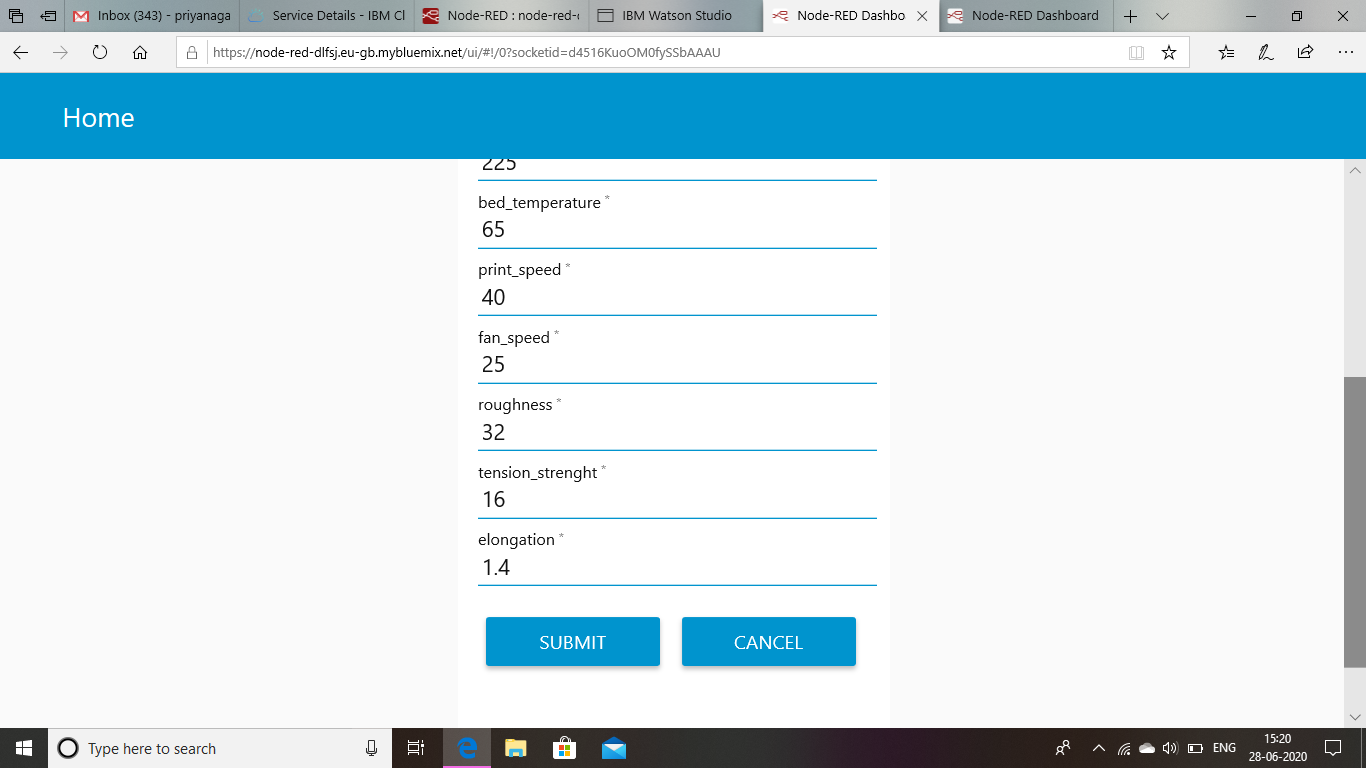 Inbox (343) - priyanaga
Service Details - IBM Cl
Node-RED : node-red-
IBM Watson Studio
Node-RED Dashbo
Node-RED Dashboard
https://node-red-dlfsj.eu-gb.mybluemix.net/ui/#!/0?socketid=d4516KuoOM0fySSbAAAU
Home
225
bed_temperature *
65
print_speed *
40
fan_speed *
25
roughness *
32
tension_strenght *
16
elongation *
1.4
SUBMIT CANCEL
Type here to search
ENG
15:20
28-06-2020